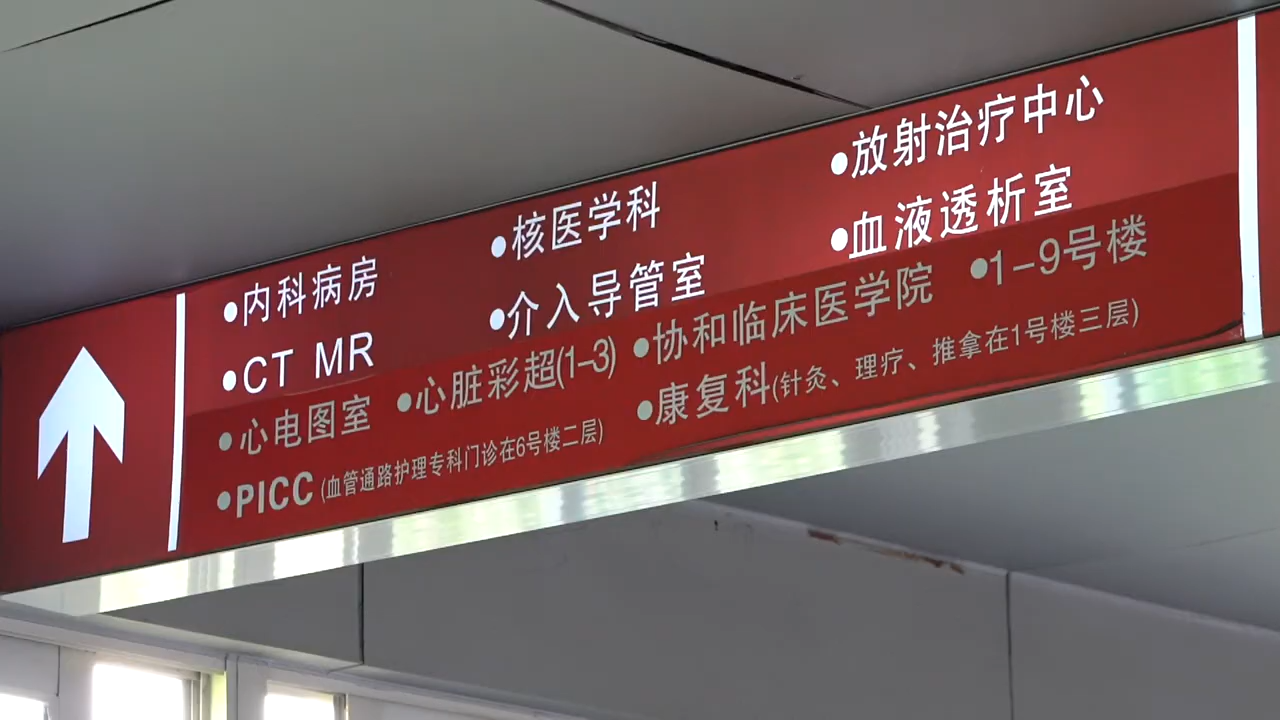 •内科病房 •核医学科 •放射治疗中心
•CT MR •介入导管室 •血液透析室
•心电图室 •心脏彩超(1-3) •协和临床医学院 •1-9号楼
•PICC (血管通路护理专科门诊在6号楼二层) •康复科(针灸、理疗、推拿在1号楼三层)